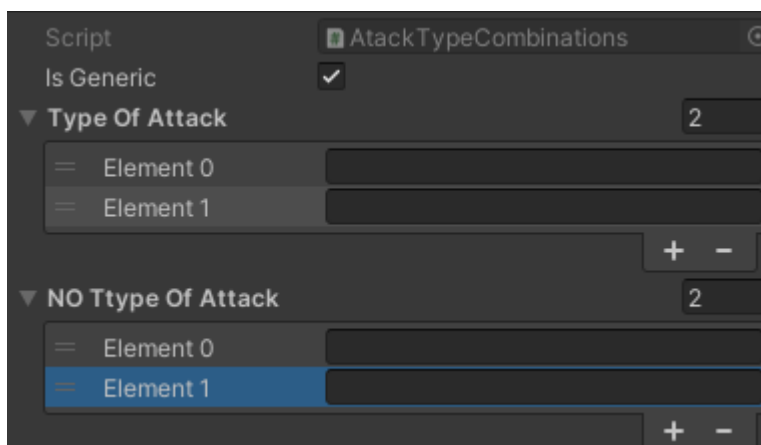 Script # AtackTypeCombinations
Is Generic
Type Of Attack 2
Element 0
Element 1
+ −
NO Ttype Of Attack 2
Element 0
Element 1
+ −